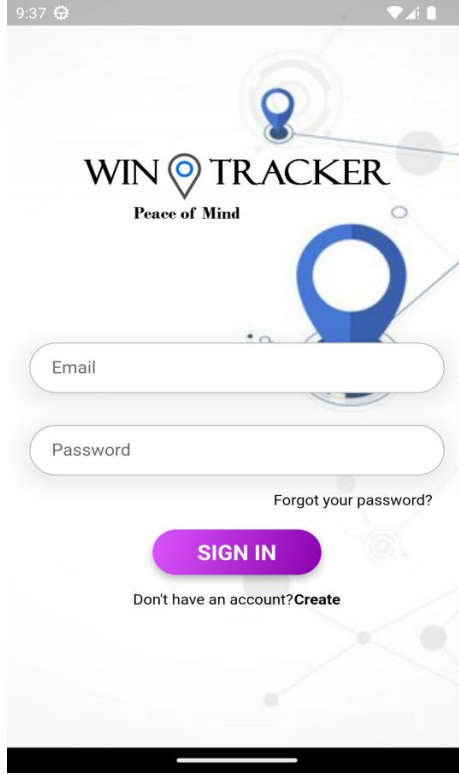 9:37
WIN TRACKER
Peace of Mind
Email
Password
Forgot your password?
SIGN IN
Don't have an account?Create